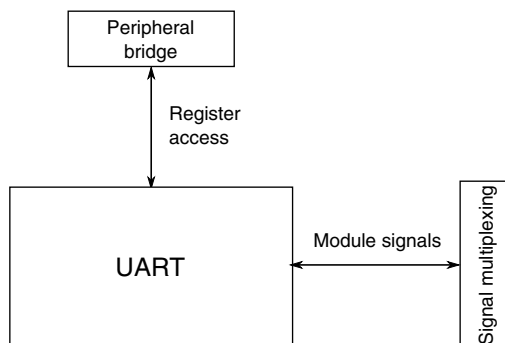 Peripheral
bridge
Register
access
UART
Module signals
Signal multiplexing